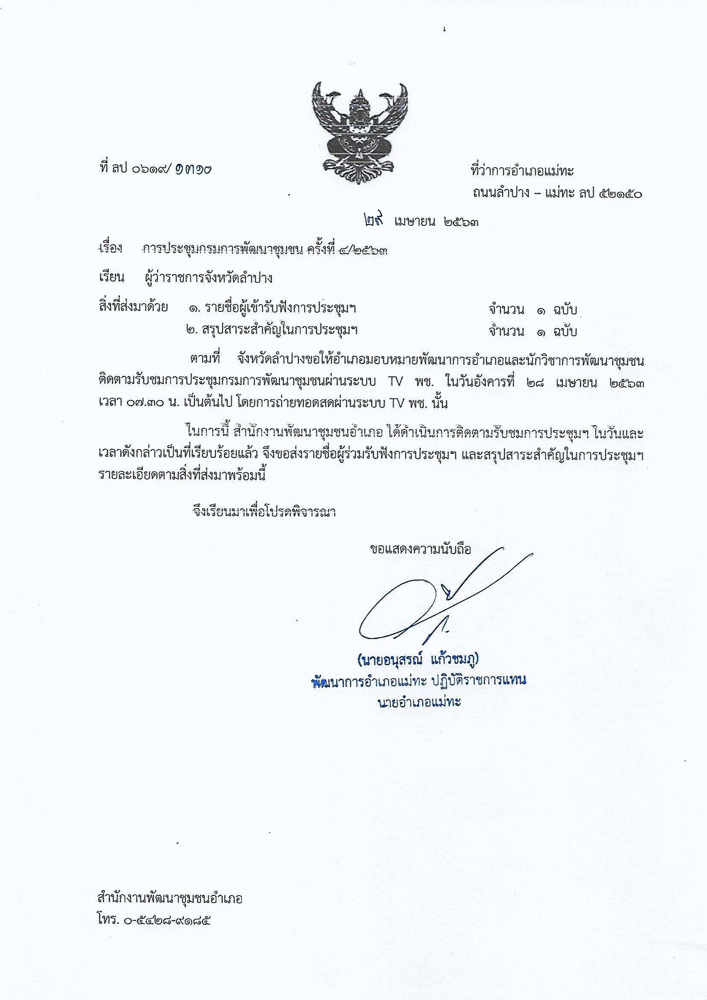 ที่ ลป ๐๖๑๙/ ๑๓๑๐
ที่ว่าการอำเภอแม่ทะ
ถนนลำปาง – แม่ทะ ลป ๕๒๑๕๐
๒๙ เมษายน ๒๕๖๓
เรื่อง การประชุมกรมการพัฒนาชุมชน ครั้งที่ ๔/๒๕๖๓
เรียน ผู้ว่าราชการจังหวัดลำปาง
สิ่งที่ส่งมาด้วย ๑. รายชื่อผู้เข้ารับฟังการประชุมฯ จำนวน ๑ ฉบับ
๒. สรุปสาระสำคัญในการประชุมฯ จำนวน ๑ ฉบับ
ตามที่ จังหวัดลำปางขอให้อำเภอมอบหมายพัฒนาการอำเภอและนักวิชาการพัฒนาชุมชน
ติดตามรับชมการประชุมกรมการพัฒนาชุมชนผ่านระบบ TV พช. ในวันอังคารที่ ๒๘ เมษายน ๒๕๖๓
เวลา ๐๗.๓๐ น. เป็นต้นไป โดยการถ่ายทอดสดผ่านระบบ TV พช. นั้น
ในการนี้ สำนักงานพัฒนาชุมชนอำเภอ ได้ดำเนินการติดตามรับชมการประชุมฯ ในวันและ
เวลาดังกล่าวเป็นที่เรียบร้อยแล้ว จึงขอส่งรายชื่อผู้ร่วมรับฟังการประชุมฯ และสรุปสาระสำคัญในการประชุมฯ
รายละเอียดตามสิ่งที่ส่งมาพร้อมนี้
จึงเรียนมาเพื่อโปรดพิจารณา
ขอแสดงความนับถือ
(นายอนุสรณ์ แก้วชมภู)
พัฒนาการอำเภอแม่ทะ ปฏิบัติราชการแทน
นายอำเภอแม่ทะ
สำนักงานพัฒนาชุมชนอำเภอ
โทร. ๐-๕๔๒๘-๙๑๘๕